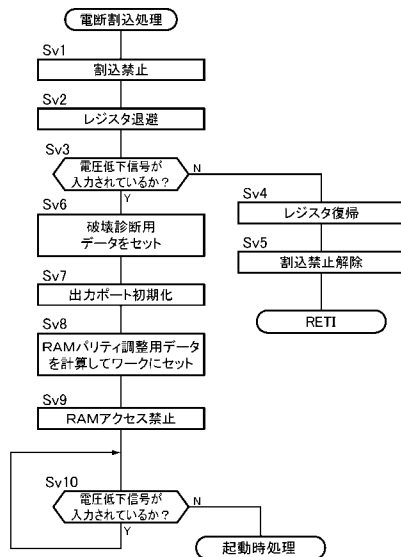 電断割込処理
Sv1
割込禁止
Sv2
レジスタ退避
Sv3
電圧低下信号が
入力されているか?
N
Y
Sv4
レジスタ復帰
Sv5
割込禁止解除
RETI
Sv6
破壊診断用
データをセット
Sv7
出力ポート初期化
Sv8
RAMパリティ調整用データ
を計算してワークにセット
Sv9
RAMアクセス禁止
Sv10
電圧低下信号が
入力されているか?
N
Y
起動時処理